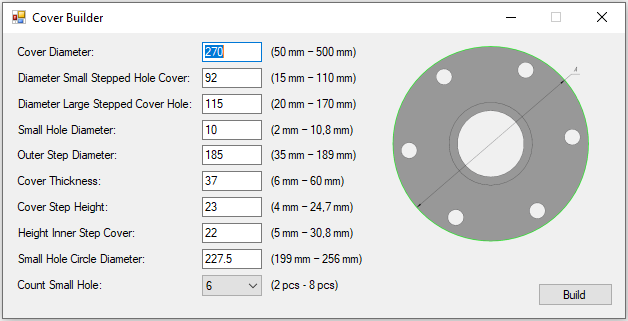 Cover Builder
Cover Diameter: 270 (50 mm – 500 mm)
Diameter Small Stepped Hole Cover: 92 (15 mm – 110 mm)
Diameter Large Stepped Cover Hole: 115 (20 mm – 170 mm)
Small Hole Diameter: 10 (2 mm – 10,8 mm)
Outer Step Diameter: 185 (35 mm – 189 mm)
Cover Thickness: 37 (6 mm – 60 mm)
Cover Step Height: 23 (4 mm – 24,7 mm)
Height Inner Step Cover: 22 (5 mm – 30,8 mm)
Small Hole Circle Diameter: 227.5 (199 mm – 256 mm)
Count Small Hole: 6 (2 pcs - 8 pcs)
Build